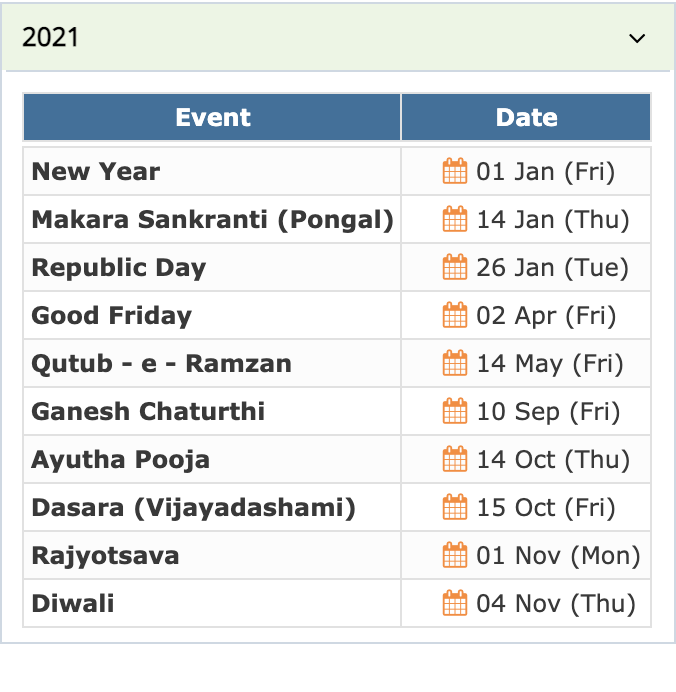 2021
Event Date
New Year 01 Jan (Fri)
Makara Sankranti (Pongal) 14 Jan (Thu)
Republic Day 26 Jan (Tue)
Good Friday 02 Apr (Fri)
Qutub - e - Ramzan 14 May (Fri)
Ganesh Chaturthi 10 Sep (Fri)
Ayutha Pooja 14 Oct (Thu)
Dasara (Vijayadashami) 15 Oct (Fri)
Rajyotsava 01 Nov (Mon)
Diwali 04 Nov (Thu)